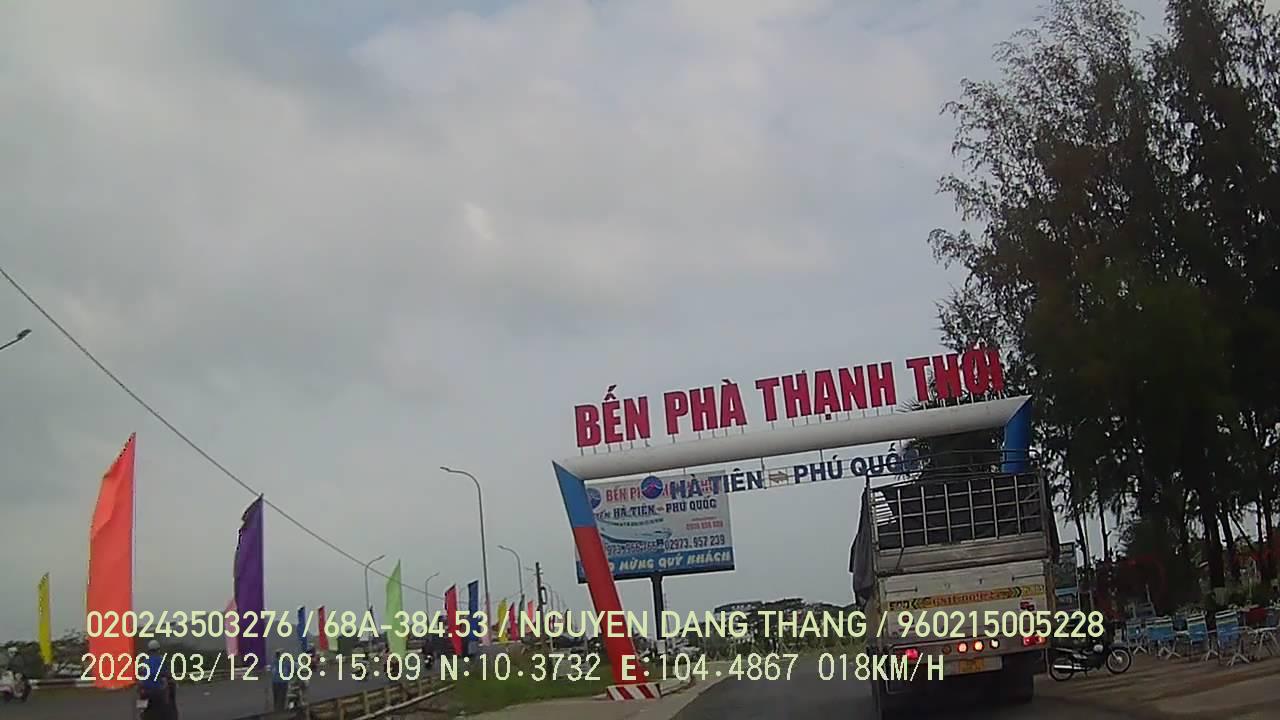 BẾN PHÀ THẠNH THỚI
HÀ TIÊN PHÚ QUỐC
BẾN
HÀ TIÊN - PHÚ QUỐC
02973.957 239
MỪNG QUÝ KHÁCH
020243503276 / 68A-384.53 / NGUYEN DANG THANG / 960215005228
2026/03/12 08:15:09 N:10.3732 E:104.4867 018KM/H